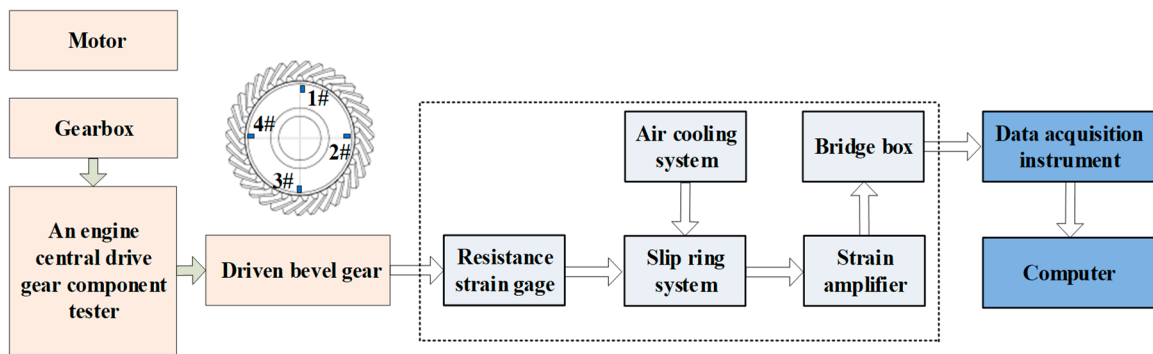 Motor
Gearbox
An engine
central drive
gear component
tester
1#
2#
3#
4#
Driven bevel gear
Resistance
strain gage
Air cooling
system
Slip ring
system
Bridge box
Strain
amplifier
Data acquisition
instrument
Computer